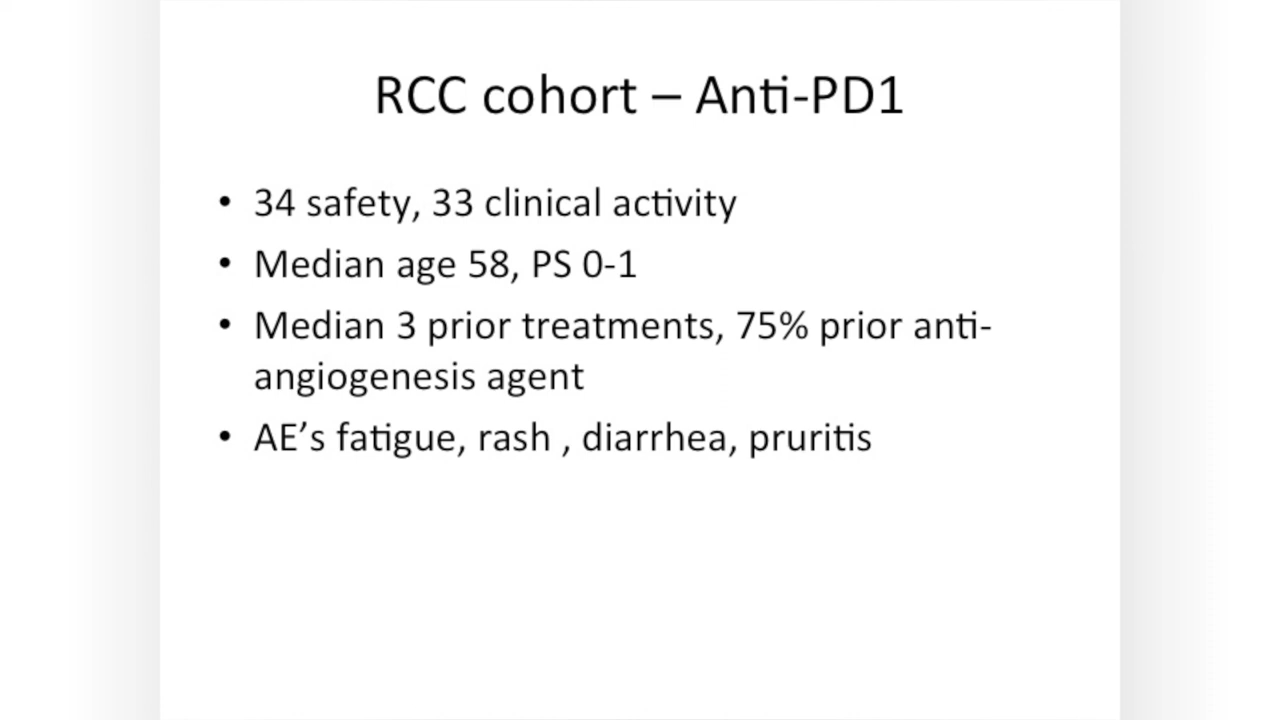 RCC cohort – Anti-PD1
• 34 safety, 33 clinical activity
• Median age 58, PS 0-1
• Median 3 prior treatments, 75% prior anti-
angiogenesis agent
• AE’s fatigue, rash , diarrhea, pruritis